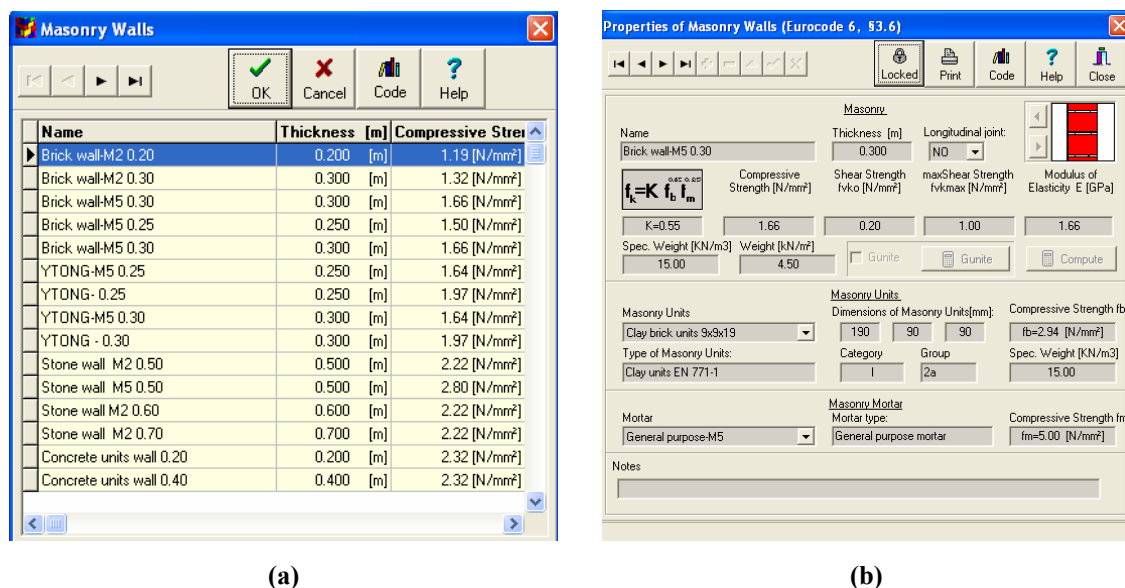 Masonry Walls
OK Cancel Code Help
Name Thickness [m] Compressive Stre
Brick wall-M2 0.20 0.200 [m] 1.19 [N/mm²]
Brick wall-M2 0.30 0.300 [m] 1.32 [N/mm²]
Brick wall-M5 0.30 0.300 [m] 1.66 [N/mm²]
Brick wall-M5 0.25 0.250 [m] 1.50 [N/mm²]
Brick wall-M5 0.30 0.300 [m] 1.66 [N/mm²]
YTONG-M5 0.25 0.250 [m] 1.64 [N/mm²]
YTONG- 0.25 0.250 [m] 1.97 [N/mm²]
YTONG-M5 0.30 0.300 [m] 1.64 [N/mm²]
YTONG - 0.30 0.300 [m] 1.97 [N/mm²]
Stone wall M2 0.50 0.500 [m] 2.22 [N/mm²]
Stone wall M5 0.50 0.500 [m] 2.80 [N/mm²]
Stone wall M2 0.60 0.600 [m] 2.22 [N/mm²]
Stone wall M2 0.70 0.700 [m] 2.22 [N/mm²]
Concrete units wall 0.20 0.200 [m] 2.32 [N/mm²]
Concrete units wall 0.40 0.400 [m] 2.32 [N/mm²]
(a)
Properties of Masonry Walls (Eurocode 6, §3.6)
Locked Print Code Help Close
Masonry
Name Thickness [m] Longitudinal joint:
Brick wall-M5 0.30 0.300 NO
Compressive Shear Strength maxShear Strength Modulus of
Strength [N/mm²] fvko [N/mm²] fvkmax [N/mm²] Elasticity E [GPa]
fk=K fb^0.65 fm^0.25
K=0.55 1.66 0.20 1.00 1.66
Spec. Weight [KN/m3] Weight [kN/m²]
15.00 4.50 Gunite Gunite Compute
Masonry Units
Masonry Units Dimensions of Masonry Units[mm]: Compressive Strength fb
Clay brick units 9x9x19 190 90 90 fb=2.94 [N/mm²]
Type of Masonry Units: Category Group Spec. Weight [KN/m3]
Clay units EN 771-1 I 2a 15.00
Masonry Mortar
Mortar Mortar type: Compressive Strength fm
General purpose-M5 General purpose mortar fm=5.00 [N/mm²]
Notes
(b)